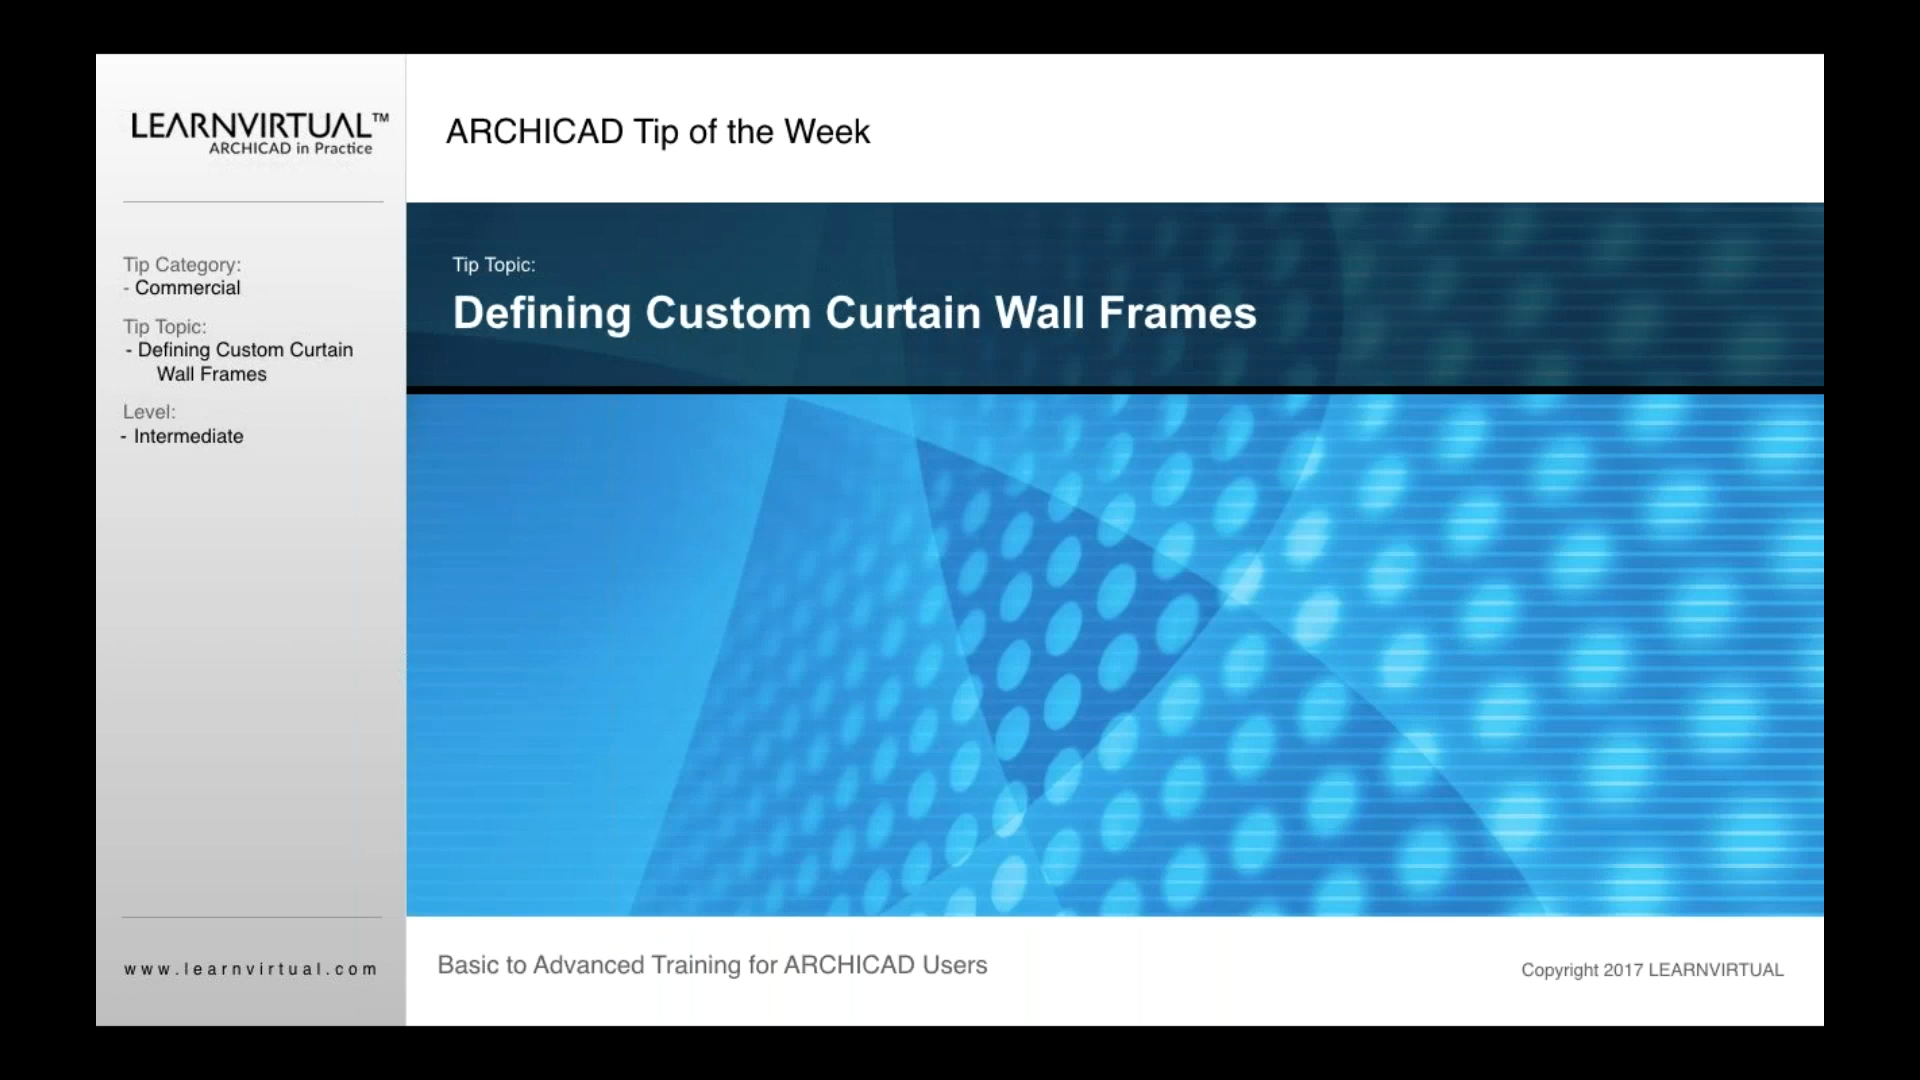 LEARNVIRTUAL™
ARCHICAD in Practice
Tip Category:
- Commercial
Tip Topic:
- Defining Custom Curtain
Wall Frames
Level:
- Intermediate
www.learnvirtual.com
ARCHICAD Tip of the Week
Tip Topic:
Defining Custom Curtain Wall Frames
Basic to Advanced Training for ARCHICAD Users
Copyright 2017 LEARNVIRTUAL